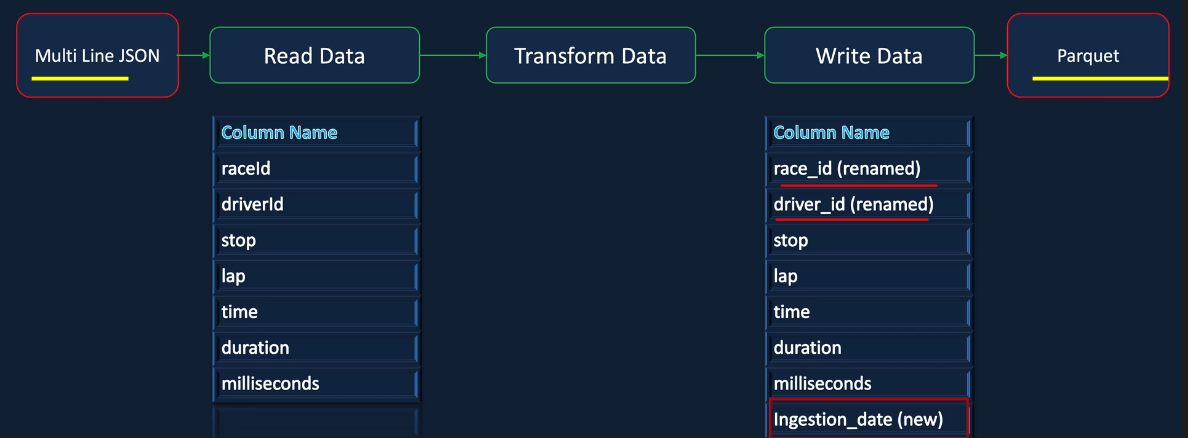 Multi Line JSON
Read Data
Transform Data
Write Data
Parquet
Column Name
raceId
driverId
stop
lap
time
duration
milliseconds
Column Name
race_id (renamed)
driver_id (renamed)
stop
lap
time
duration
milliseconds
Ingestion_date (new)